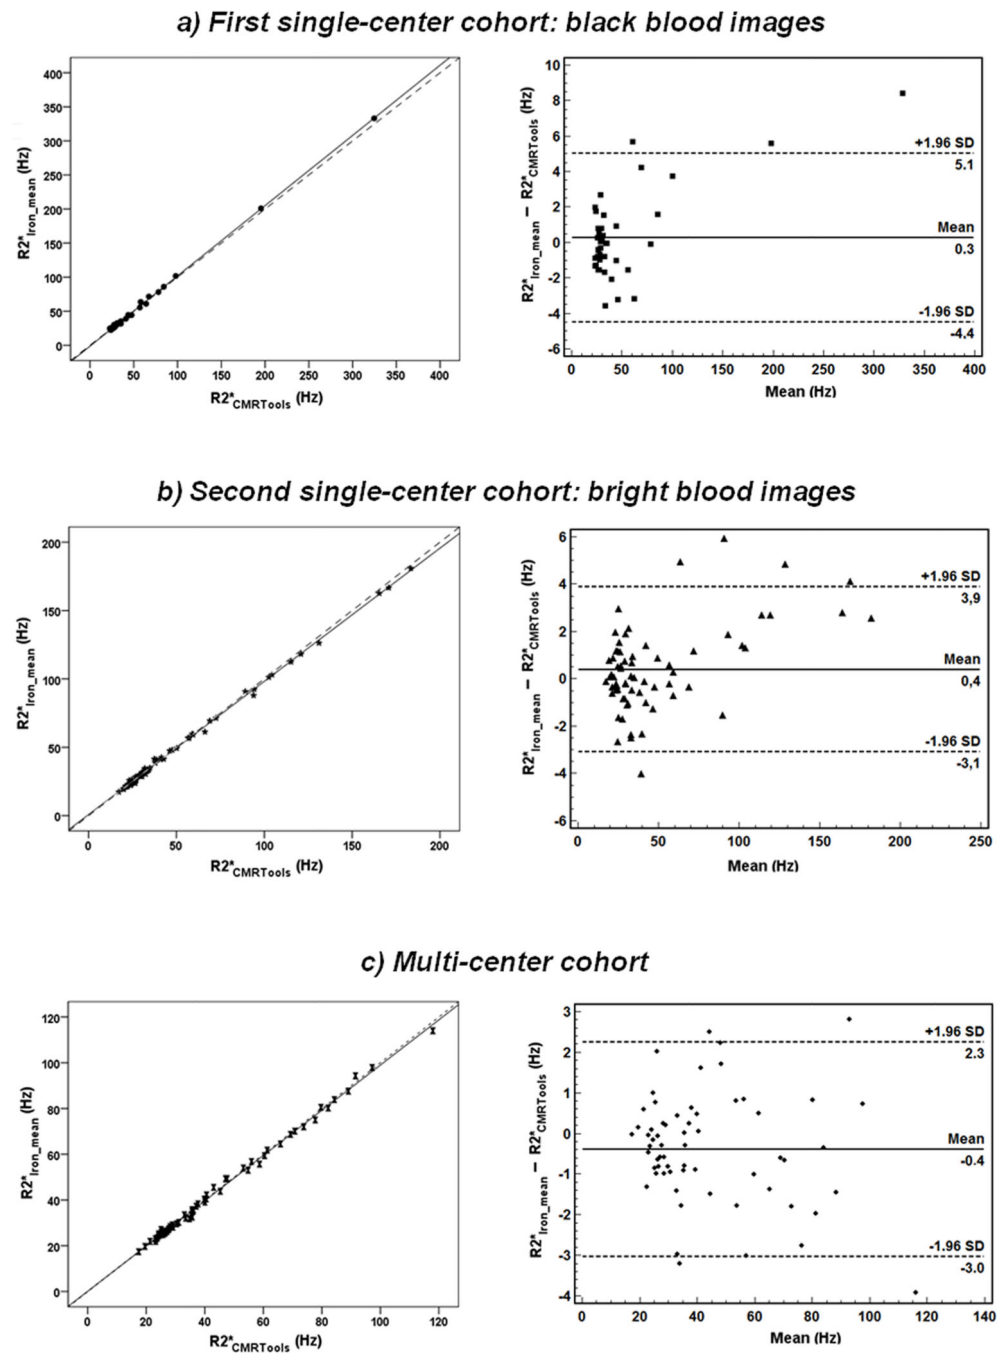 a) First single-center cohort: black blood images
R2*Iron_mean (Hz)
400
350
300
250
200
150
100
50
0
0 50 100 150 200 250 300 350 400
R2*CMRTools (Hz)
R2*Iron_mean – R2*CMRTools (Hz)
10
8
6
4
2
0
-2
-4
-6
+1.96 SD
5.1
Mean
0.3
-1.96 SD
-4.4
0 50 100 150 200 250 300 350 400
Mean (Hz)
b) Second single-center cohort: bright blood images
R2*Iron_mean (Hz)
200
150
100
50
0
0 50 100 150 200
R2*CMRTools (Hz)
R2*Iron_mean – R2*CMRTools (Hz)
6
4
2
0
-2
-4
-6
+1.96 SD
3,9
Mean
0,4
-1.96 SD
-3,1
0 50 100 150 200 250
Mean (Hz)
c) Multi-center cohort
R2*Iron_mean (Hz)
120
100
80
60
40
20
0
0 20 40 60 80 100 120
R2*CMRTools (Hz)
R2*Iron_mean – R2*CMRTools (Hz)
3
2
1
0
-1
-2
-3
-4
+1.96 SD
2.3
Mean
-0.4
-1.96 SD
-3.0
0 20 40 60 80 100 120 140
Mean (Hz)